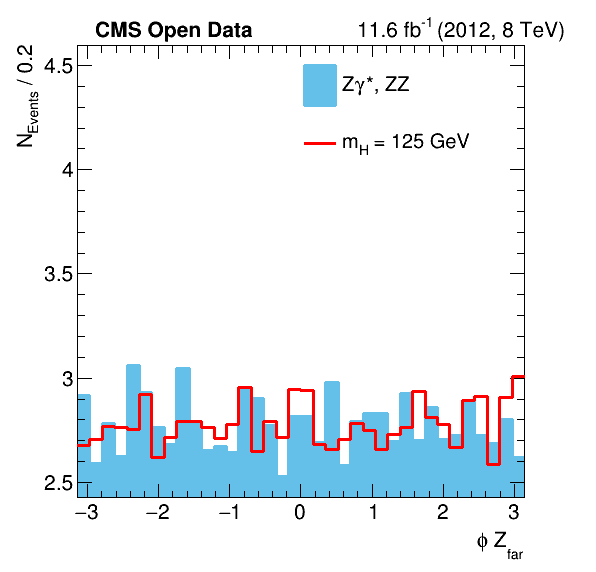 CMS Open Data 11.6 fb-1 (2012, 8 TeV)
NEvents / 0.2
4.5
4
3.5
3
2.5
Zγ*, ZZ
mH = 125 GeV
−3 −2 −1 0 1 2 3
ϕ Zfar